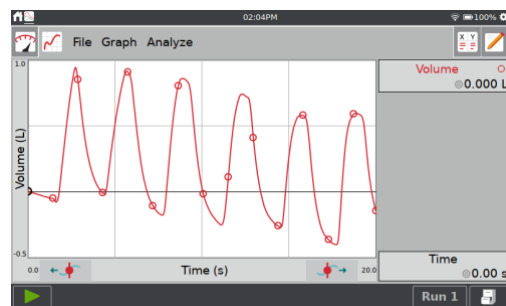 02:04PM
100%
File Graph Analyze
X Y
1.0
Volume (L)
-0.5
0.0
Time (s)
20.0
Volume
0.000 L
Time
0.00 s
Run 1